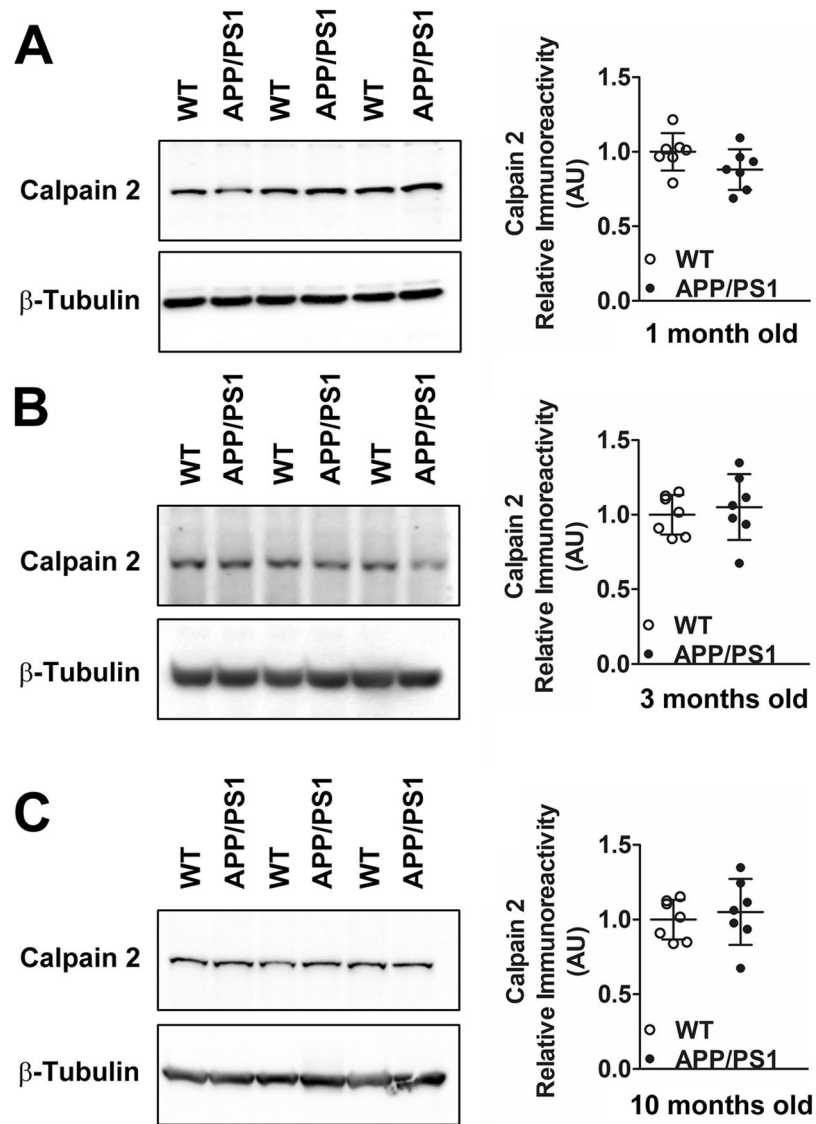 A
WT
APP/PS1
WT
APP/PS1
WT
APP/PS1
Calpain 2
β-Tubulin
Calpain 2
Relative Immunoreactivity
(AU)
1.5
1.0
0.5
0.0
WT
APP/PS1
1 month old
B
WT
APP/PS1
WT
APP/PS1
WT
APP/PS1
Calpain 2
β-Tubulin
Calpain 2
Relative Immunoreactivity
(AU)
1.5
1.0
0.5
0.0
WT
APP/PS1
3 months old
C
WT
APP/PS1
WT
APP/PS1
WT
APP/PS1
Calpain 2
β-Tubulin
Calpain 2
Relative Immunoreactivity
(AU)
1.5
1.0
0.5
0.0
WT
APP/PS1
10 months old